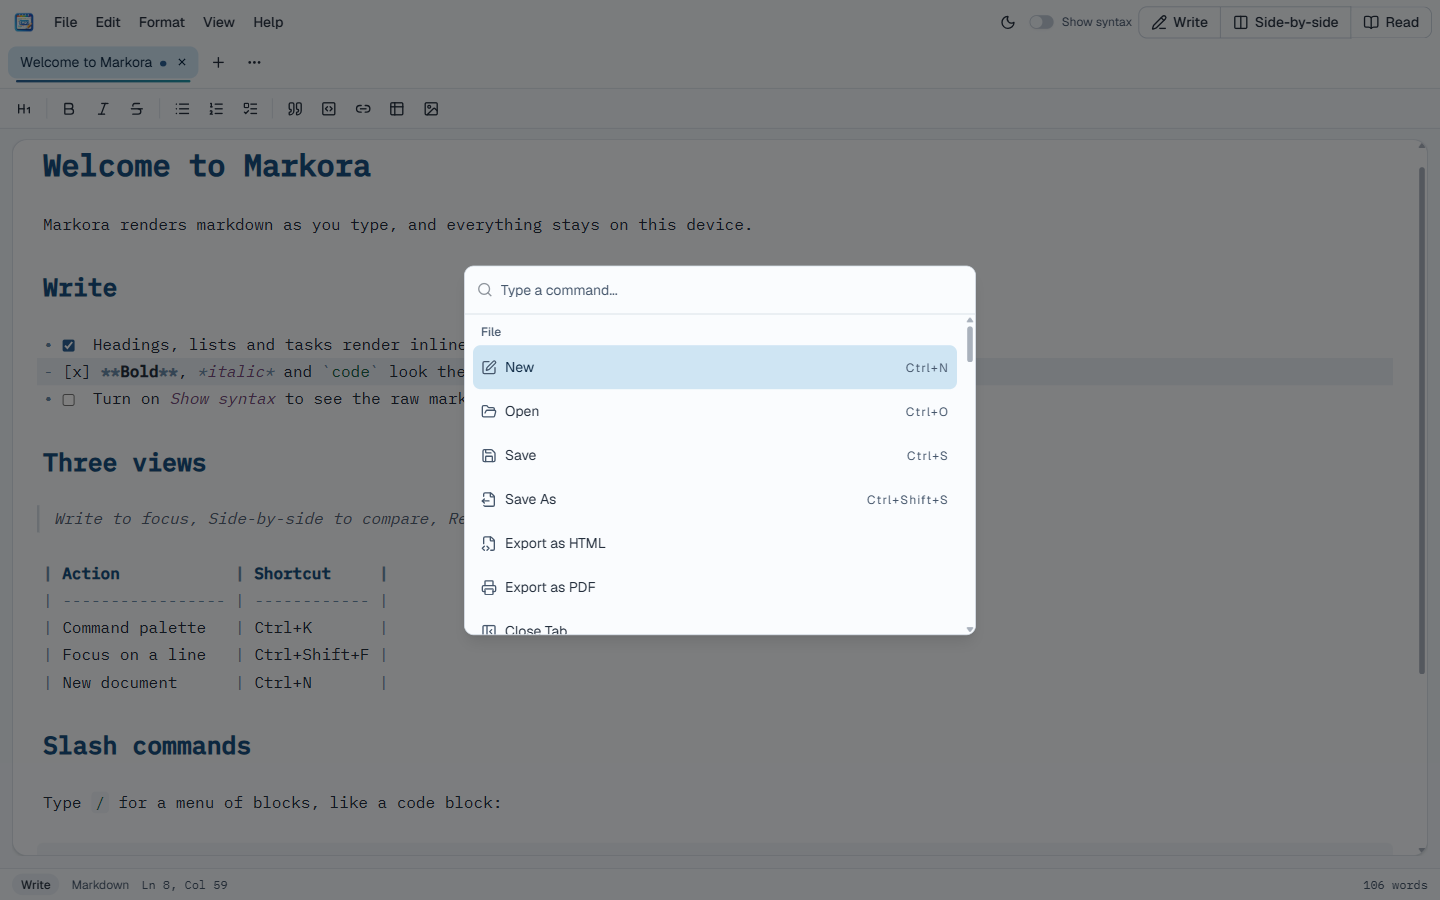 File Edit Format View Help
Show syntax Write Side-by-side Read
Welcome to Markora
H1
Welcome to Markora
Markora renders markdown as you type, and everything stays on this device.
Write
Headings, lists and tasks render inline
- [x] **Bold**, *italic* and `code` look the
Turn on Show syntax to see the raw mark
Three views
Write to focus, Side-by-side to compare, Re
| Action | Shortcut |
| ----------------- | ------------ |
| Command palette | Ctrl+K |
| Focus on a line | Ctrl+Shift+F |
| New document | Ctrl+N |
Slash commands
Type / for a menu of blocks, like a code block:
Type a command...
File
New Ctrl+N
Open Ctrl+O
Save Ctrl+S
Save As Ctrl+Shift+S
Export as HTML
Export as PDF
Close Tab
Write Markdown Ln 8, Col 59 106 words